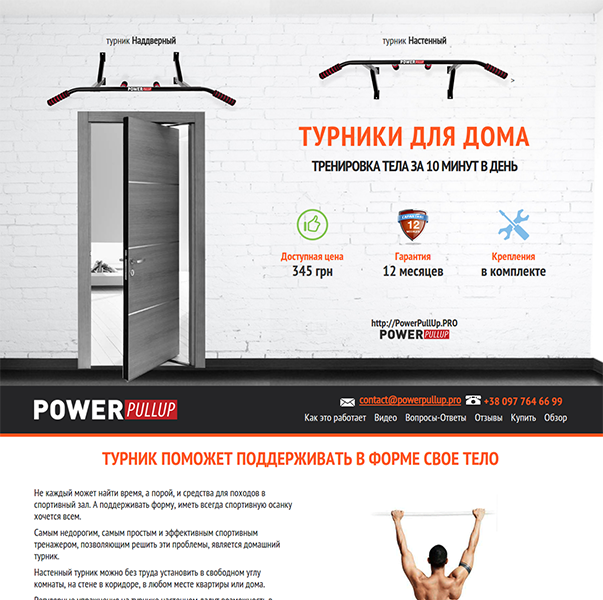 турник Наддверный
турник Настенный
POWER PULLUP
POWER PULLUP
>
ТУРНИКИ ДЛЯ ДОМА
ТРЕНИРОВКА ТЕЛА ЗА 10 МИНУТ В ДЕНЬ
12
Доступная цена
345 грн
Гарантия
12 месяцев
Крепления
в комплекте
http://PowerPullUp.PRO
POWER PULLUP
POWER PULLUP
contact@powerpullup.pro
+38 097 764 66 99
Как это работает Видео Вопросы-Ответы Отзывы Купить Обзор
ТУРНИК ПОМОЖЕТ ПОДДЕРЖИВАТЬ В ФОРМЕ СВОЕ ТЕЛО
Не каждый может найти время, а порой, и средства для походов в
спортивный зал. А поддерживать форму, иметь всегда спортивную осанку
хочется всем.
Самым недорогим, самым простым и эффективным спортивным
тренажером, позволяющим решить эти проблемы, является домашний
турник.
Настенный турник можно без труда установить в свободном углу
комнаты, на стене в коридоре, в любом месте квартиры или дома.